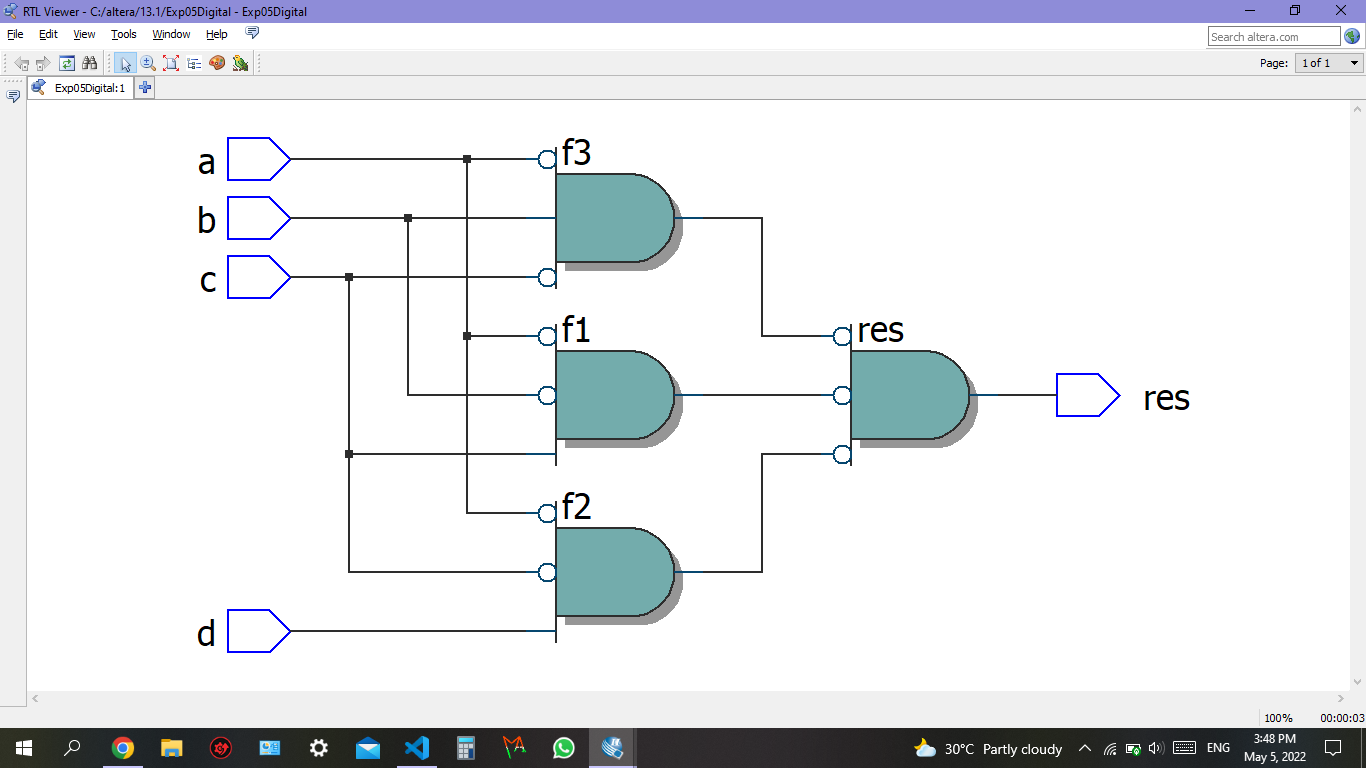 RTL Viewer - C:/altera/13.1/Exp05Digital - Exp05Digital
File Edit View Tools Window Help
Search altera.com
Page: 1 of 1
Exp05Digital:1
a
f3
b
c
f1
res
res
f2
d
100% 00:00:03
30°C Partly cloudy
ENG
3:48 PM
May 5, 2022